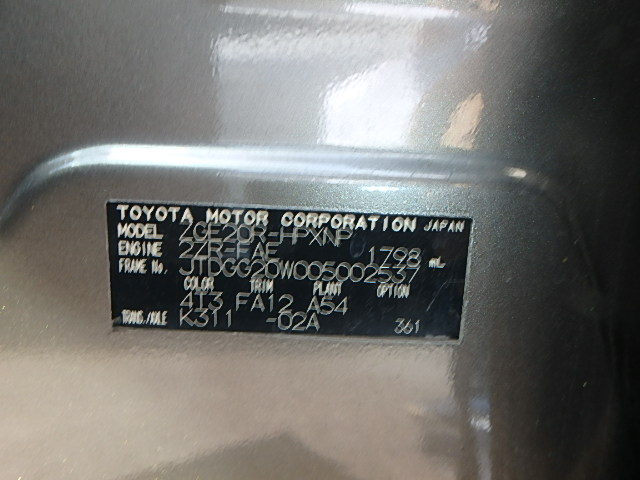 TOYOTA MOTOR CORPORATION JAPAN
MODEL ZGE20R-HPXNP
ENGINE 2ZR-FAE 1798 mL
FRAME No. JTDGG20W005002537
COLOR TRIM PLANT OPTION
4T3 FA12 A54
TRANS./AXLE K311 -02A 361